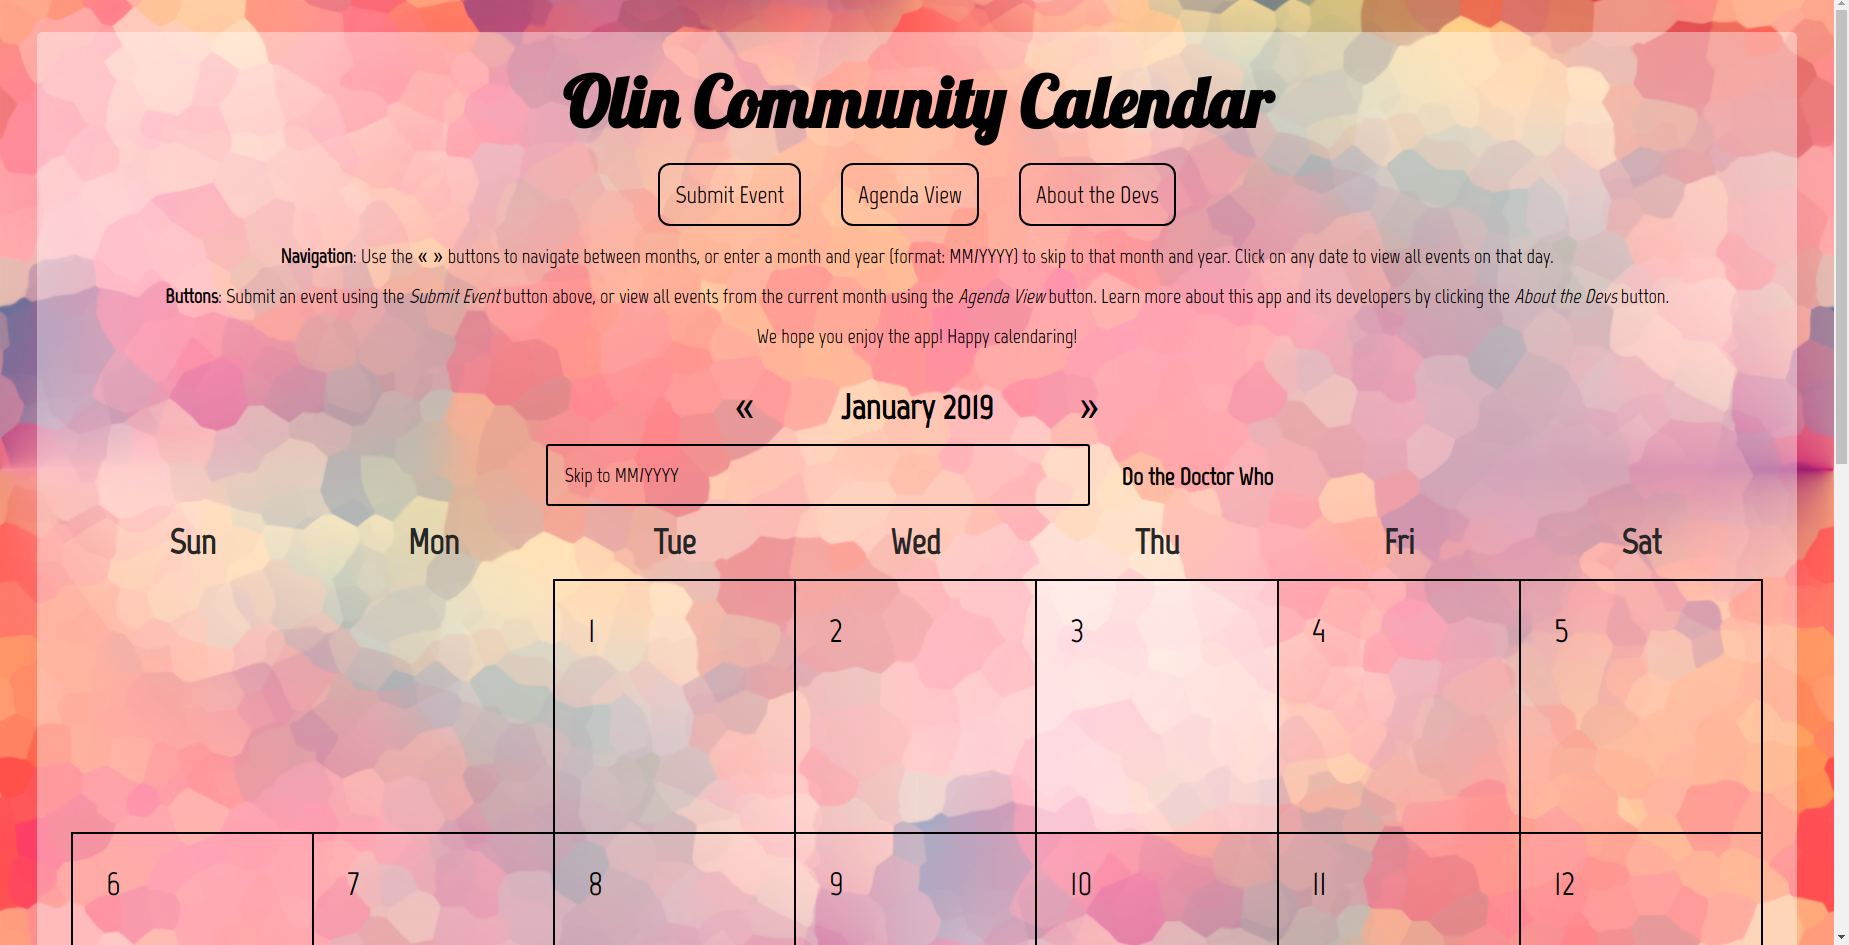 Olin Community Calendar
Submit Event Agenda View About the Devs
Navigation: Use the « » buttons to navigate between months, or enter a month and year (format: MM/YYYY) to skip to that month and year. Click on any date to view all events on that day.
Buttons: Submit an event using the Submit Event button above, or view all events from the current month using the Agenda View button. Learn more about this app and its developers by clicking the About the Devs button.
We hope you enjoy the app! Happy calendaring!
« January 2019 »
Skip to MM/YYYY Do the Doctor Who
Sun Mon Tue Wed Thu Fri Sat
1 2 3 4 5
6 7 8 9 10 11 12